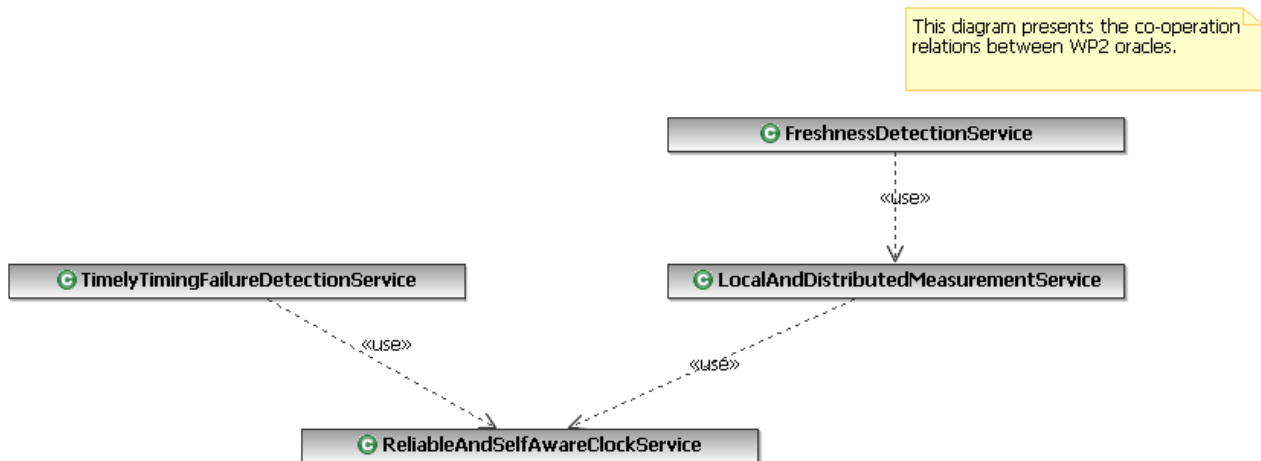 This diagram presents the co-operation
relations between WP2 oracles.
C FreshnessDetectionService
«use»
C TimelyTimingFailureDetectionService
C LocalAndDistributedMeasurementService
«use»
«use»
C ReliableAndSelfAwareClockService